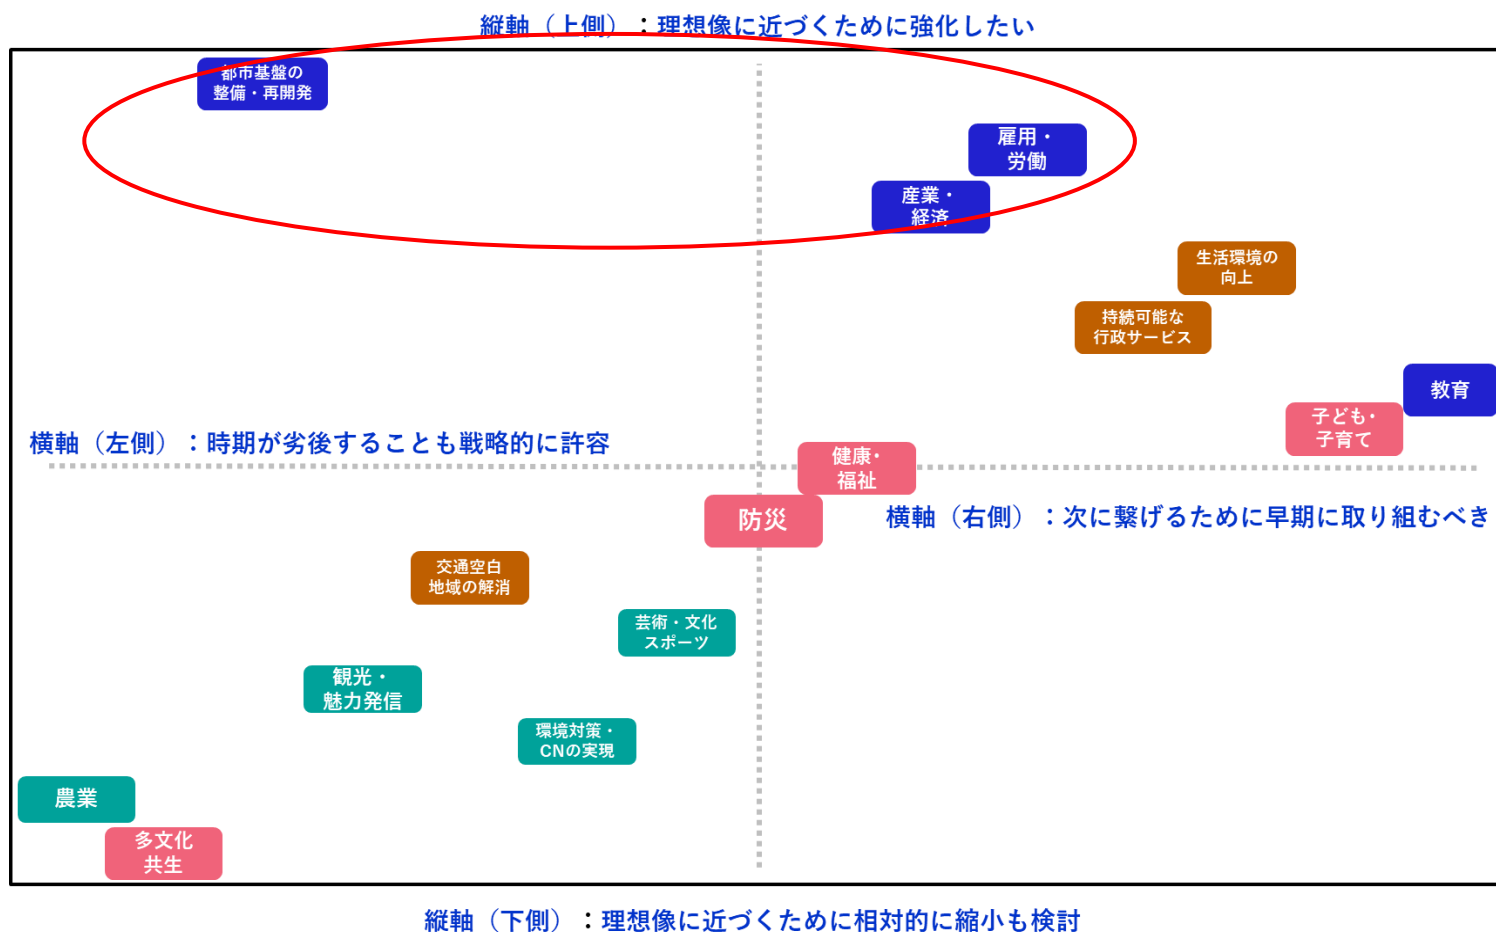 縦軸（上側）：理想像に近づくために強化したい
都市基盤の
整備・再開発
雇用・
労働
産業・
経済
生活環境の
向上
持続可能な
行政サービス
教育
子ども・
子育て
横軸（左側）：時期が劣後することも戦略的に許容
健康・
福祉
防災
横軸（右側）：次に繋げるために早期に取り組むべき
交通空白
地域の解消
芸術・文化
スポーツ
観光・
魅力発信
環境対策・
CNの実現
農業
多文化
共生
縦軸（下側）：理想像に近づくために相対的に縮小も検討